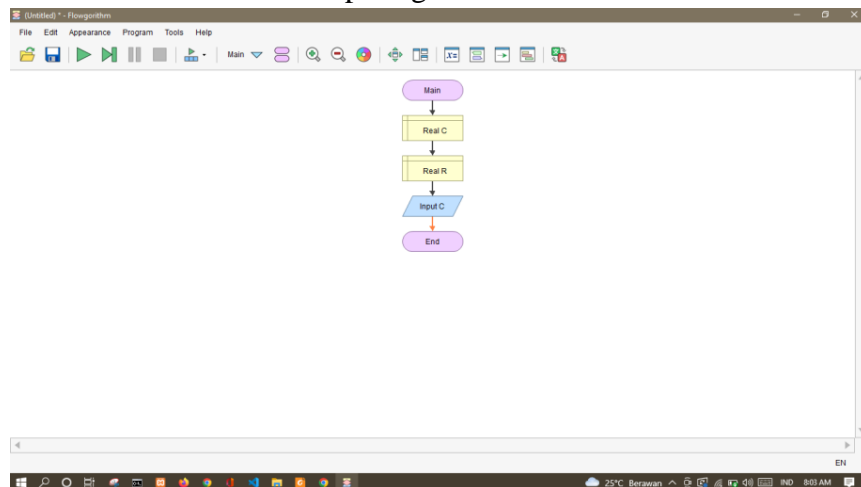 (Untitled) * - Flowgorithm
File Edit Appearance Program Tools Help
Main
X=
Main
Real C
Real R
Input C
End
EN
25°C Berawan
IND
8:03 AM